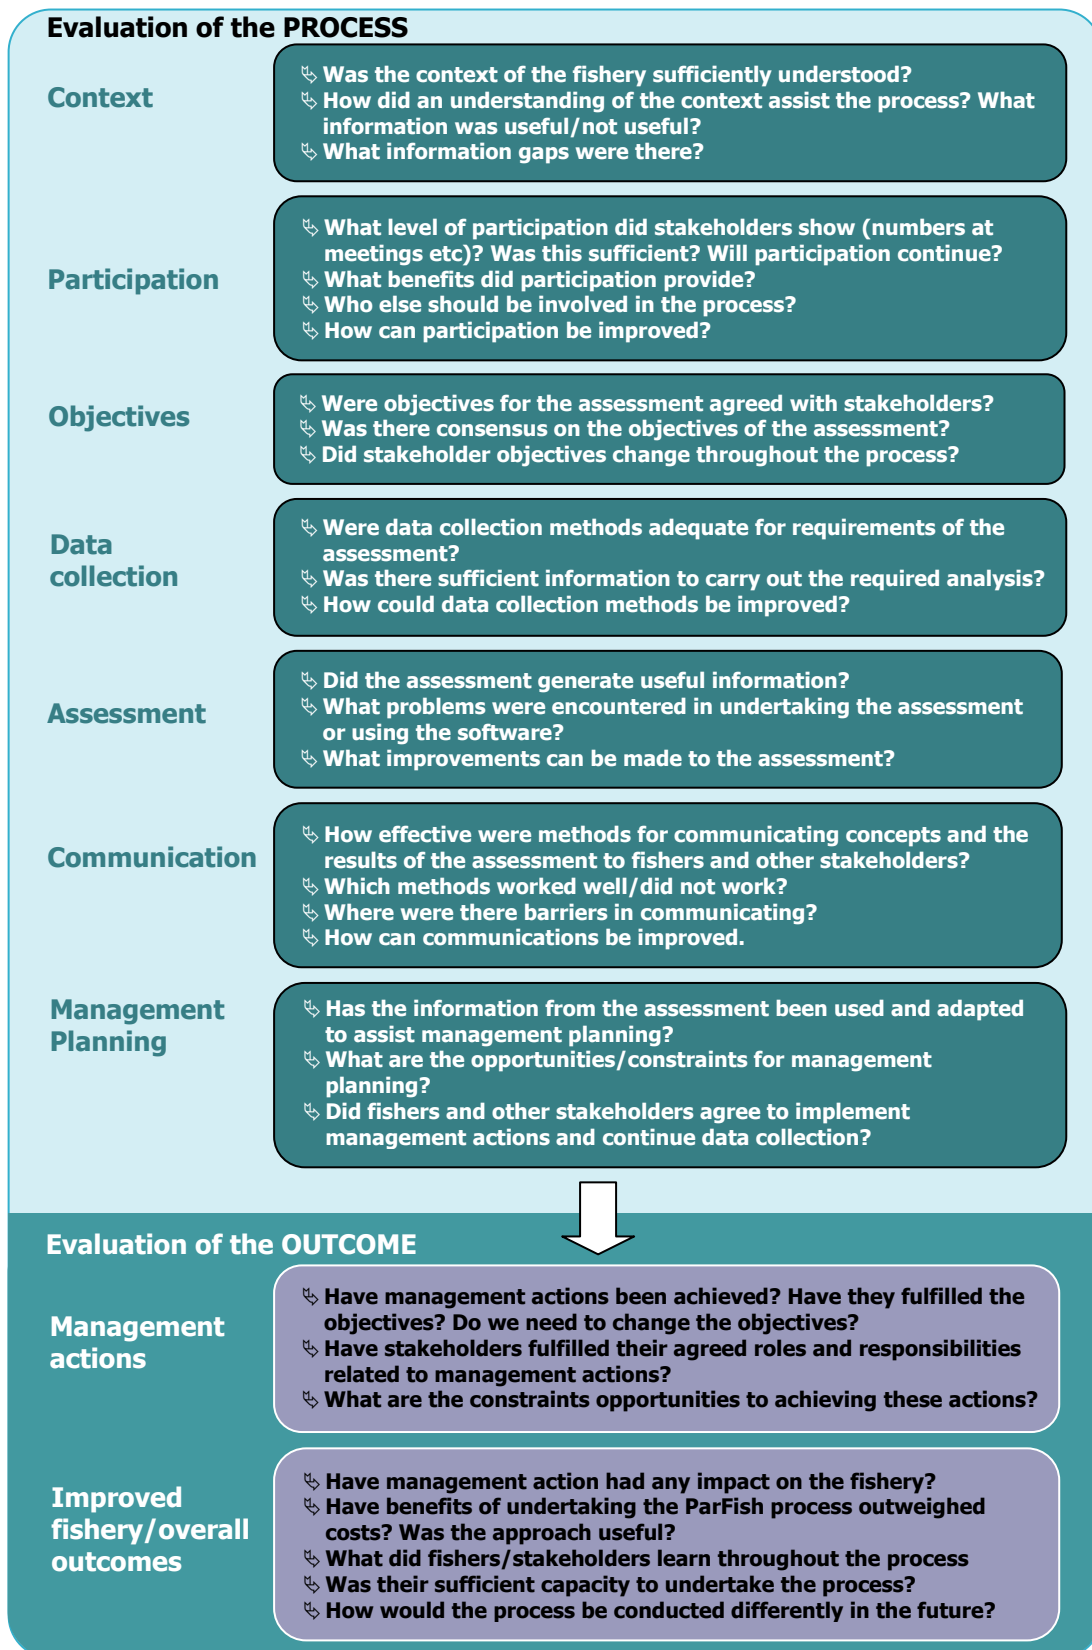 Evaluation of the PROCESS
Context
Was the context of the fishery sufficiently understood?
How did an understanding of the context assist the process? What
information was useful/not useful?
What information gaps were there?
Participation
What level of participation did stakeholders show (numbers at
meetings etc)? Was this sufficient? Will participation continue?
What benefits did participation provide?
Who else should be involved in the process?
How can participation be improved?
Objectives
Were objectives for the assessment agreed with stakeholders?
Was there consensus on the objectives of the assessment?
Did stakeholder objectives change throughout the process?
Data
collection
Were data collection methods adequate for requirements of the
assessment?
Was there sufficient information to carry out the required analysis?
How could data collection methods be improved?
Assessment
Did the assessment generate useful information?
What problems were encountered in undertaking the assessment
or using the software?
What improvements can be made to the assessment?
Communication
How effective were methods for communicating concepts and the
results of the assessment to fishers and other stakeholders?
Which methods worked well/did not work?
Where were there barriers in communicating?
How can communications be improved.
Management
Planning
Has the information from the assessment been used and adapted
to assist management planning?
What are the opportunities/constraints for management
planning?
Did fishers and other stakeholders agree to implement
management actions and continue data collection?
Evaluation of the OUTCOME
Management
actions
Have management actions been achieved? Have they fulfilled the
objectives? Do we need to change the objectives?
Have stakeholders fulfilled their agreed roles and responsibilities
related to management actions?
What are the constraints opportunities to achieving these actions?
Improved
fishery/overall
outcomes
Have management action had any impact on the fishery?
Have benefits of undertaking the ParFish process outweighed
costs? Was the approach useful?
What did fishers/stakeholders learn throughout the process
Was their sufficient capacity to undertake the process?
How would the process be conducted differently in the future?